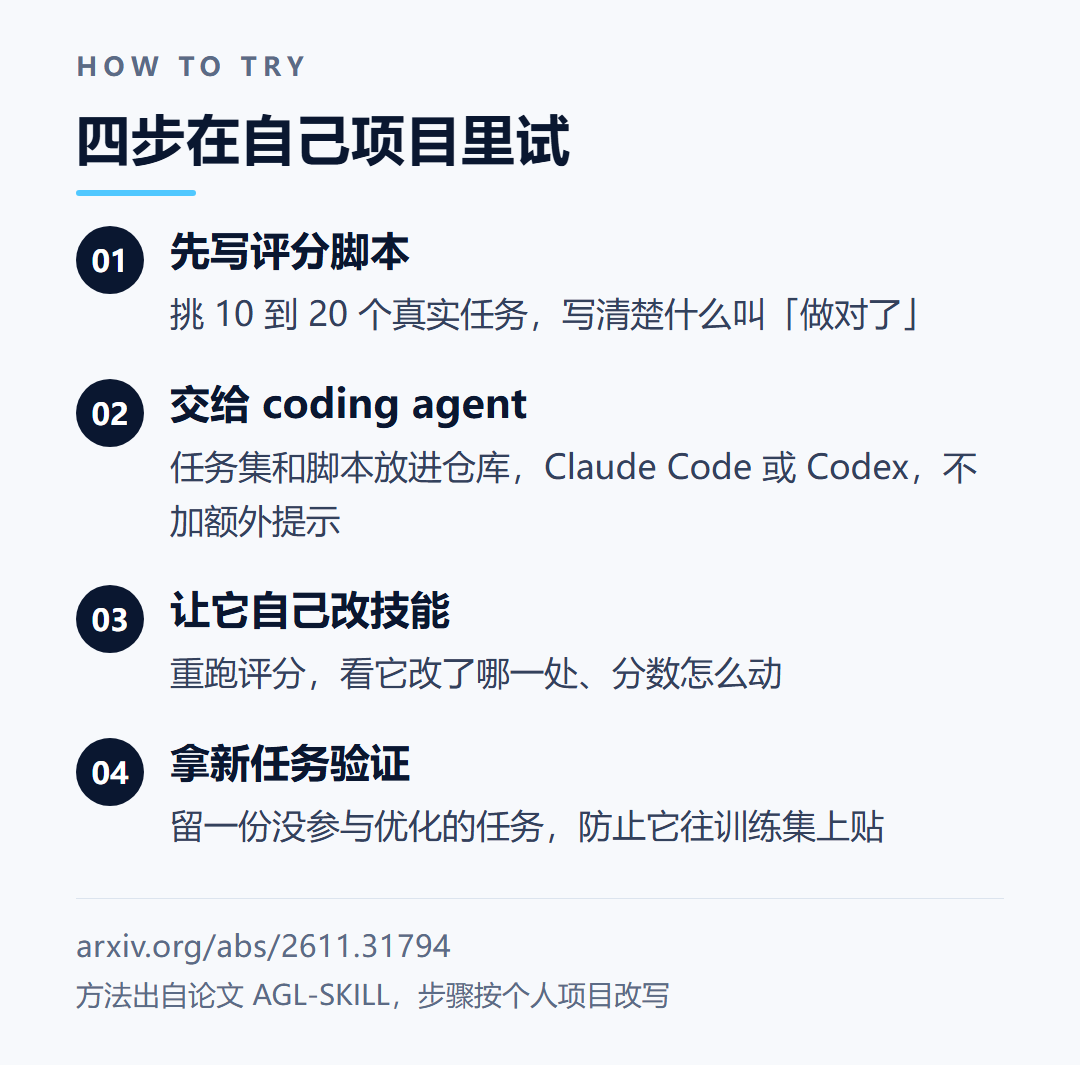 HOW TO TRY
四步在自己项目里试
01
先写评分脚本
挑 10 到 20 个真实任务，写清楚什么叫「做对了」
02
交给 coding agent
任务集和脚本放进仓库，Claude Code 或 Codex，不
加额外提示
03
让它自己改技能
重跑评分，看它改了哪一处、分数怎么动
04
拿新任务验证
留一份没参与优化的任务，防止它往训练集上贴
arxiv.org/abs/2611.31794
方法出自论文 AGL-SKILL，步骤按个人项目改写